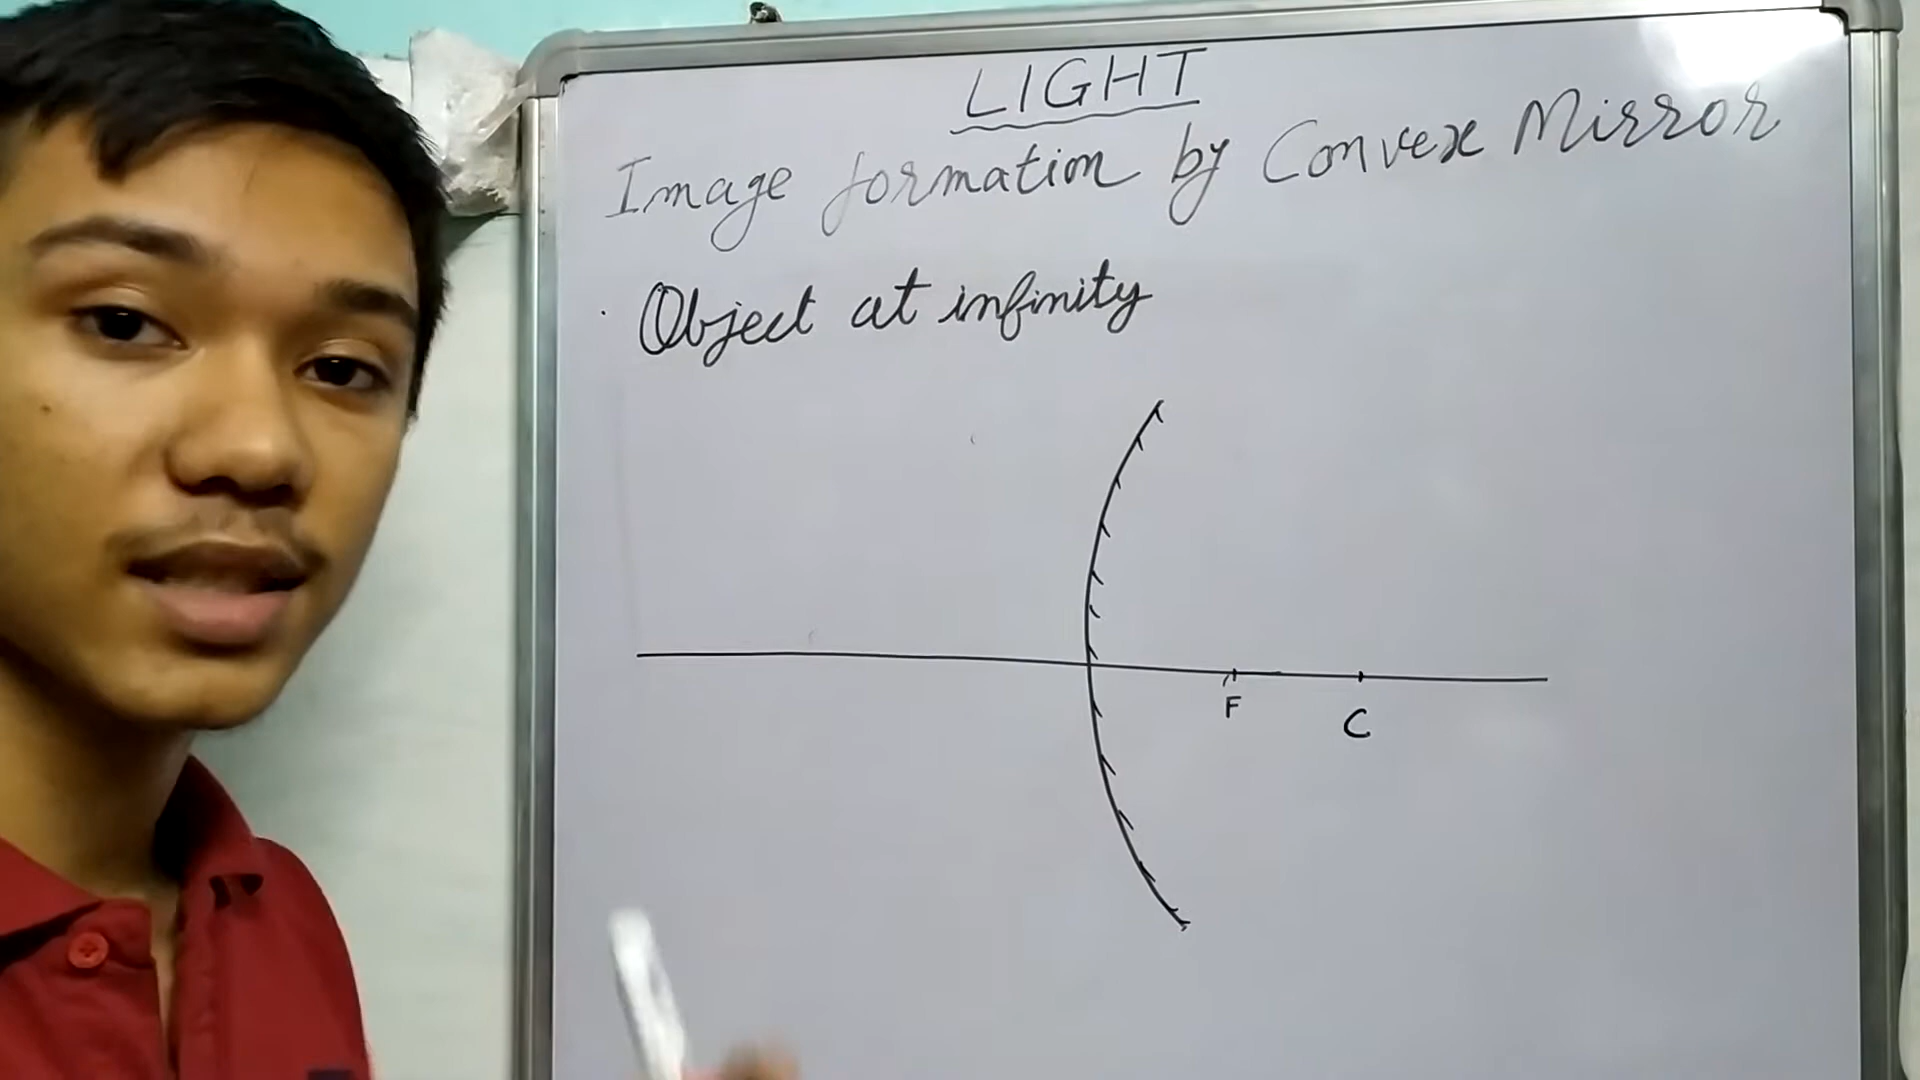 LIGHT
Image formation by Convex Mirror
Object at infinity
F
C